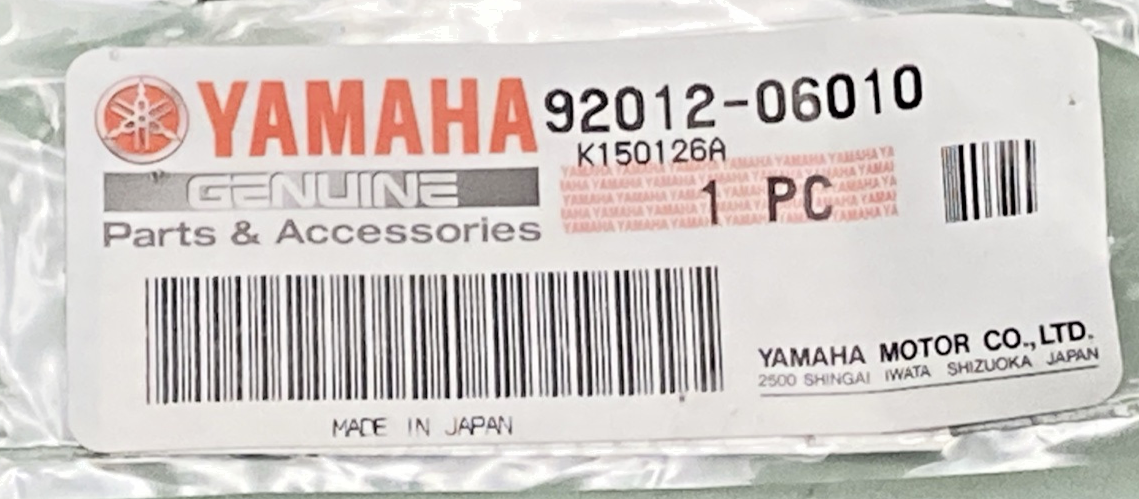 YAMAHA 92012-06010
K150126A
GENUINE
1 PC
Parts & Accessories
YAMAHA MOTOR CO.,LTD.
2500 SHINGAI IWATA SHIZUOKA JAPAN
MADE IN JAPAN